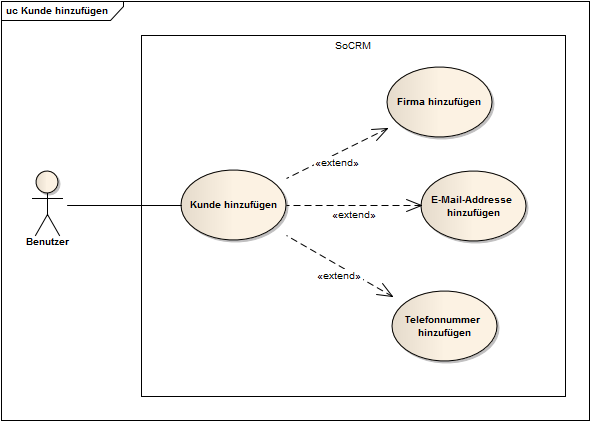 uc Kunde hinzufügen
SoCRM
Firma hinzufügen
«extend»
Kunde hinzufügen
E-Mail-Addresse
hinzufügen
«extend»
Benutzer
«extend»
Telefonnummer
hinzufügen